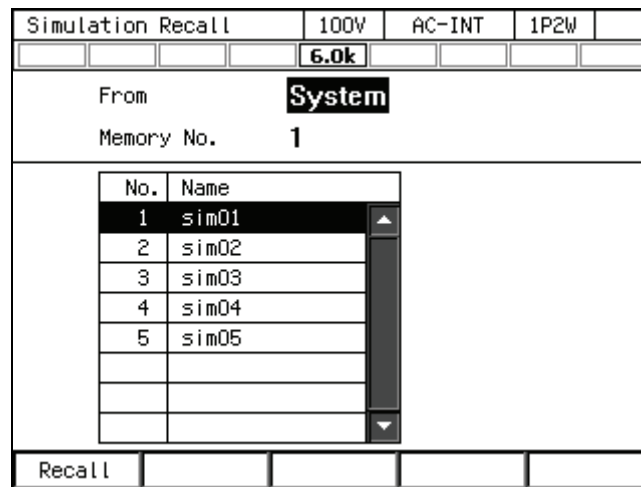 Simulation Recall 100V AC-INT 1P2W
6.0k
From System
Memory No. 1
No. Name
1 sim01
2 sim02
3 sim03
4 sim04
5 sim05
Recall